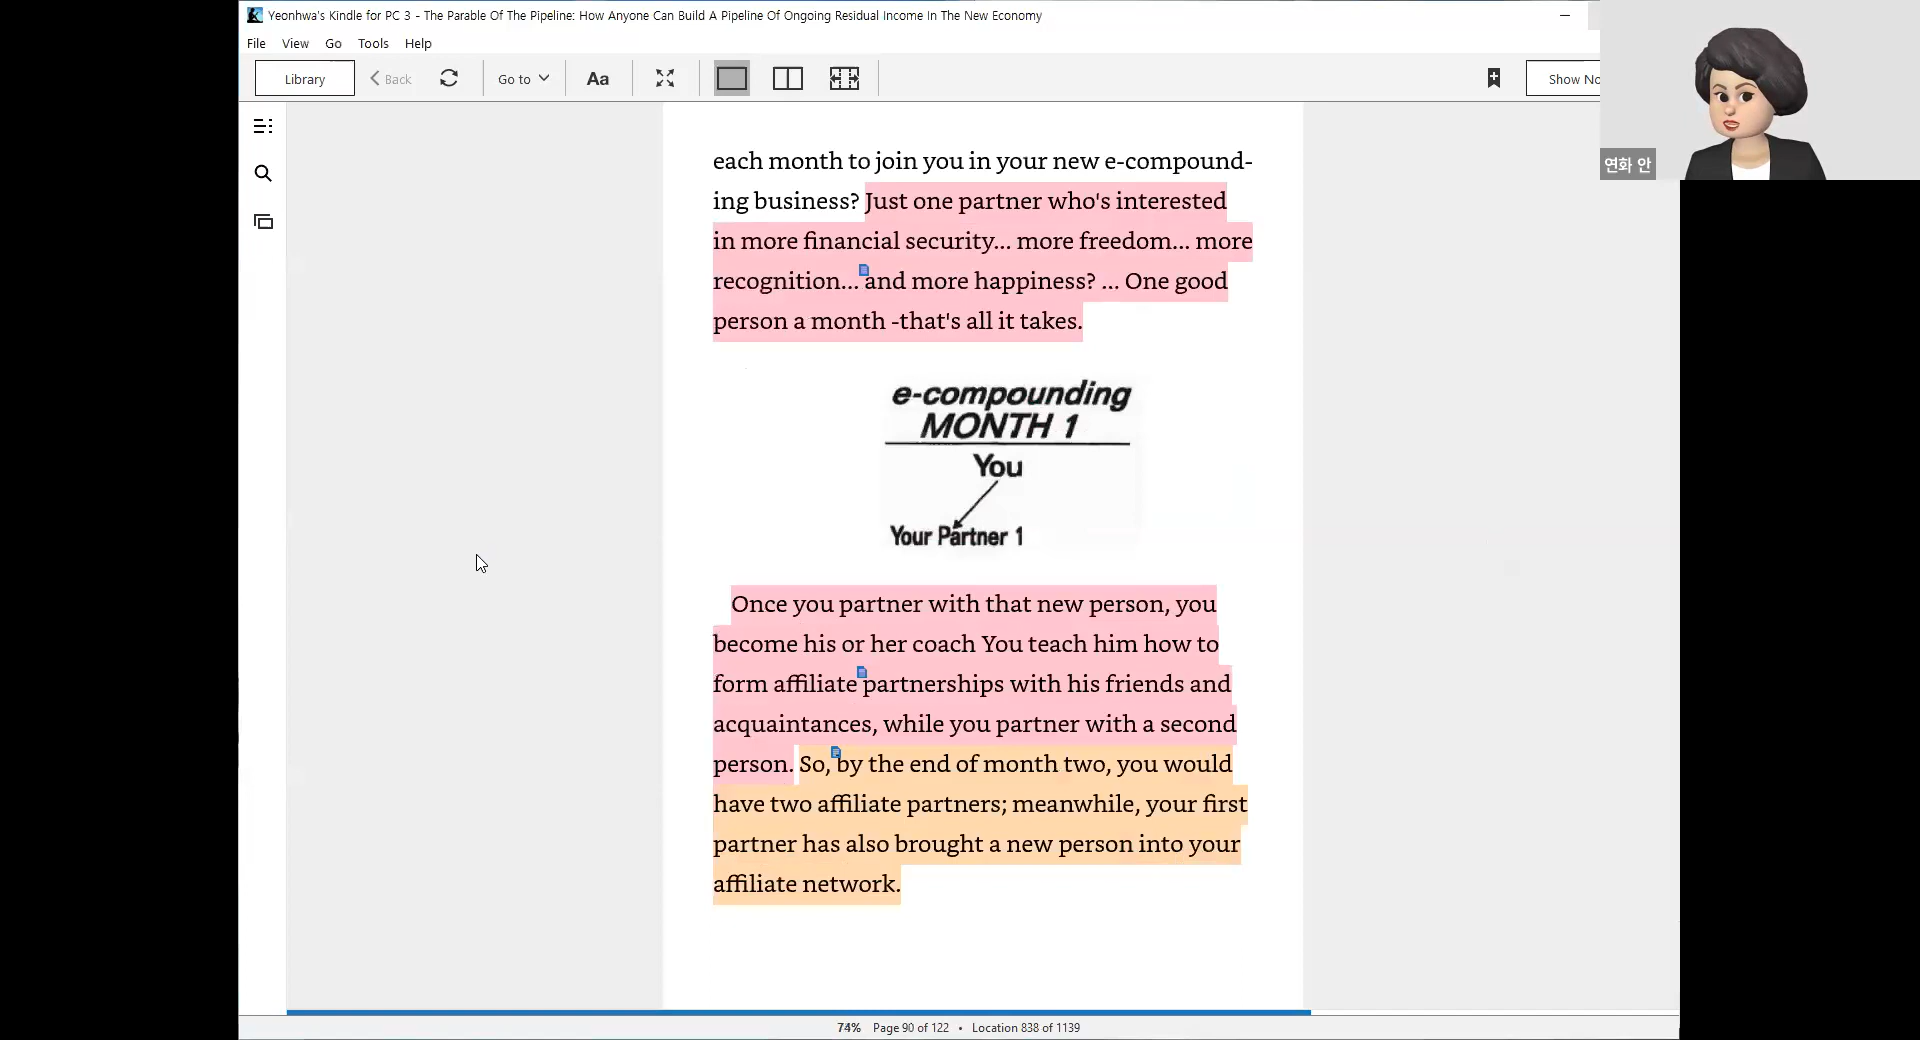 Yeonhwa's Kindle for PC 3 - The Parable Of The Pipeline: How Anyone Can Build A Pipeline Of Ongoing Residual Income In The New Economy
File View Go Tools Help
Library Back Go to Aa Show No
연화 안
each month to join you in your new e-compound-
ing business? Just one partner who's interested
in more financial security... more freedom... more
recognition... and more happiness? ... One good
person a month -that's all it takes.
e-compounding
MONTH 1
You
Your Partner 1
Once you partner with that new person, you
become his or her coach You teach him how to
form affiliate partnerships with his friends and
acquaintances, while you partner with a second
person. So, by the end of month two, you would
have two affiliate partners; meanwhile, your first
partner has also brought a new person into your
affiliate network.
74% Page 90 of 122 • Location 838 of 1139